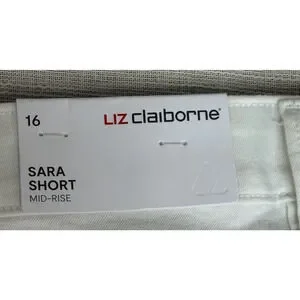 16
LIZ claiborne
SARA
SHORT
MID-RISE